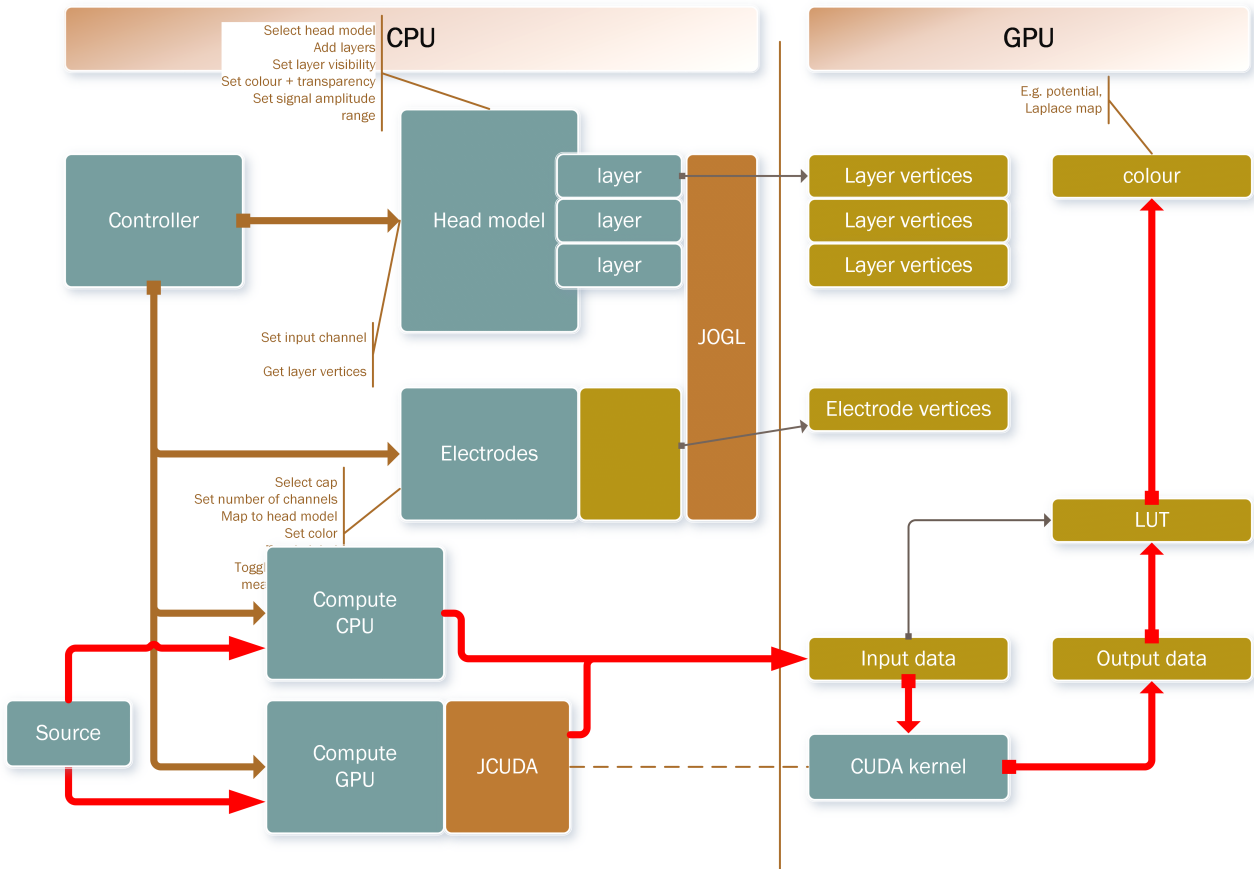 CPU
GPU
Select head model
Add layers
Set layer visibility
Set colour + transparency
Set signal amplitude
range
E.g. potential,
Laplace map
Controller
Head model
layer
layer
layer
JOGL
Layer vertices
Layer vertices
Layer vertices
colour
Set input channel
Get layer vertices
Electrodes
Electrode vertices
Select cap
Set number of channels
Map to head model
Set color
LUT
Compute
CPU
Input data
Output data
Source
Compute
GPU
JCUDA
CUDA kernel